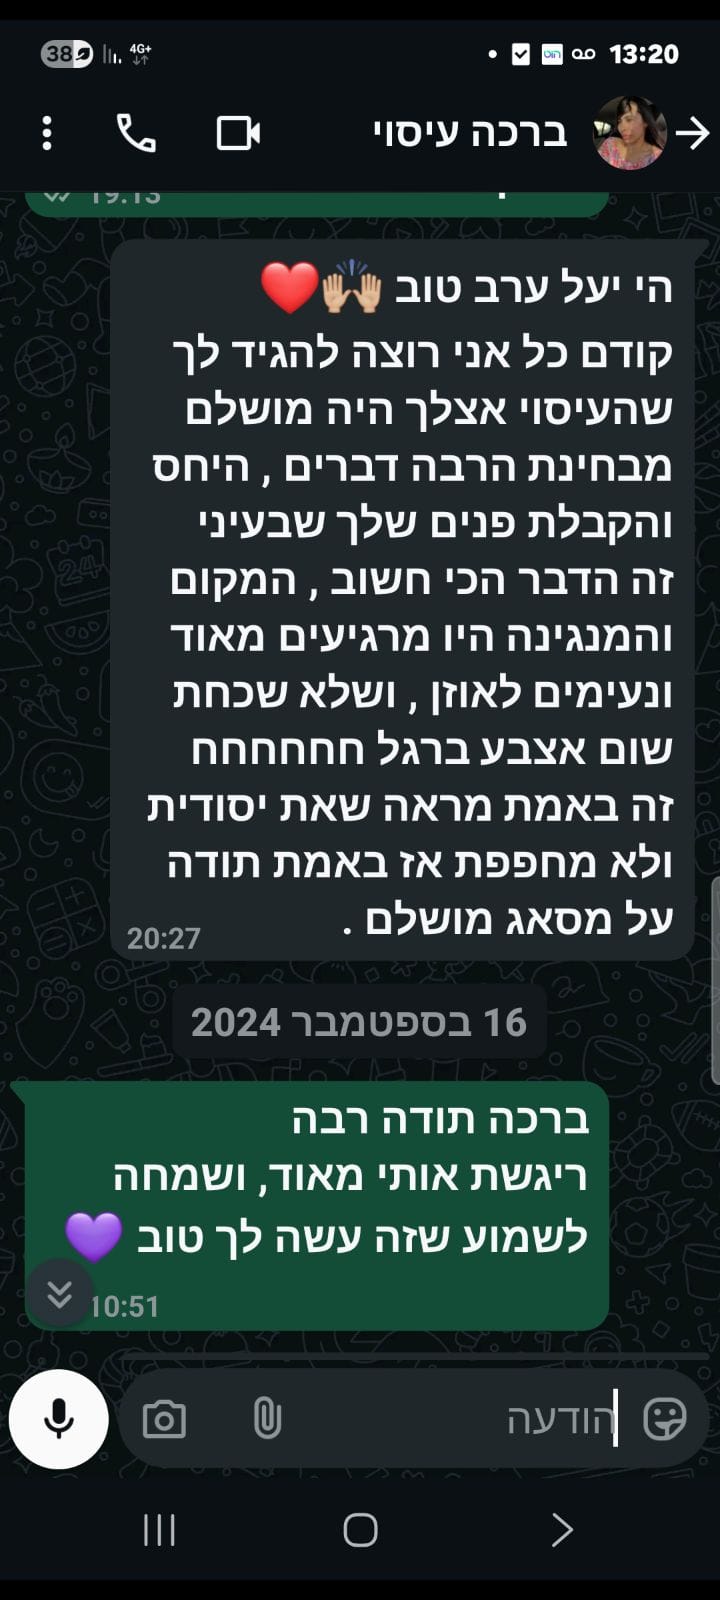 38 4G+ 13:20
ברכה עיסוי
19:13
הי יעל ערב טוב 🙌🏼❤️
קודם כל אני רוצה להגיד לך
שהעיסוי אצלך היה מושלם
מבחינת הרבה דברים , היחס
והקבלת פנים שלך שבעיני
זה הדבר הכי חשוב , המקום
והמנגינה היו מרגיעים מאוד
ונעימים לאוזן , ושלא שכחת
שום אצבע ברגל חחחחחח
זה באמת מראה שאת יסודית
ולא מחפפת אז באמת תודה
על מסאג מושלם .
20:27
16 בספטמבר 2024
ברכה תודה רבה
ריגשת אותי מאוד, ושמחה
לשמוע שזה עשה לך טוב 💜
10:51
הודעה